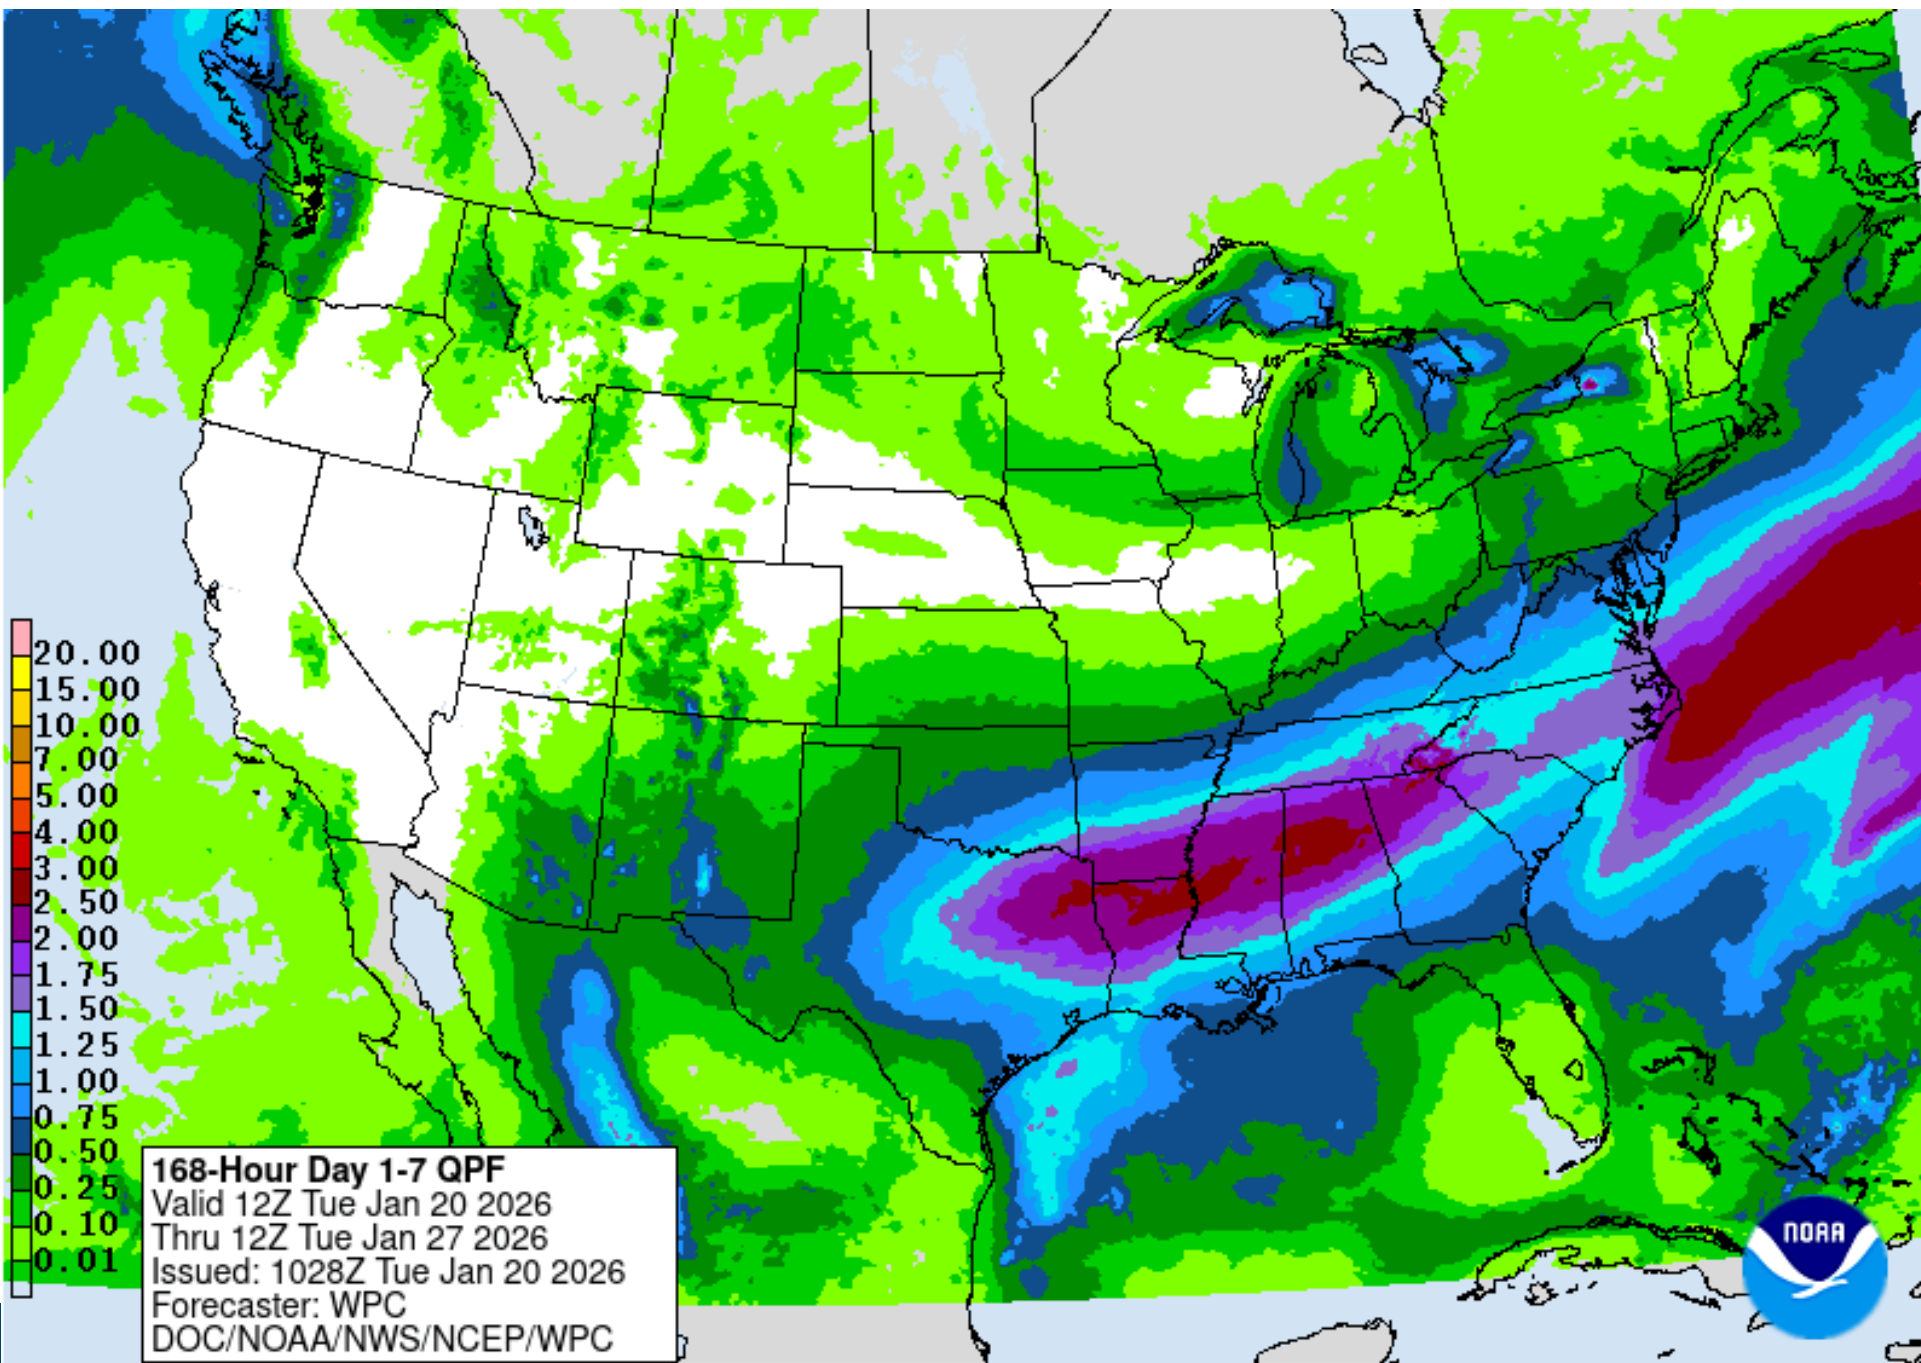 20.00
15.00
10.00
7.00
5.00
4.00
3.00
2.50
2.00
1.75
1.50
1.25
1.00
0.75
0.50
0.25
0.10
0.01
168-Hour Day 1-7 QPF
Valid 12Z Tue Jan 20 2026
Thru 12Z Tue Jan 27 2026
Issued: 1028Z Tue Jan 20 2026
Forecaster: WPC
DOC/NOAA/NWS/NCEP/WPC
NOAA